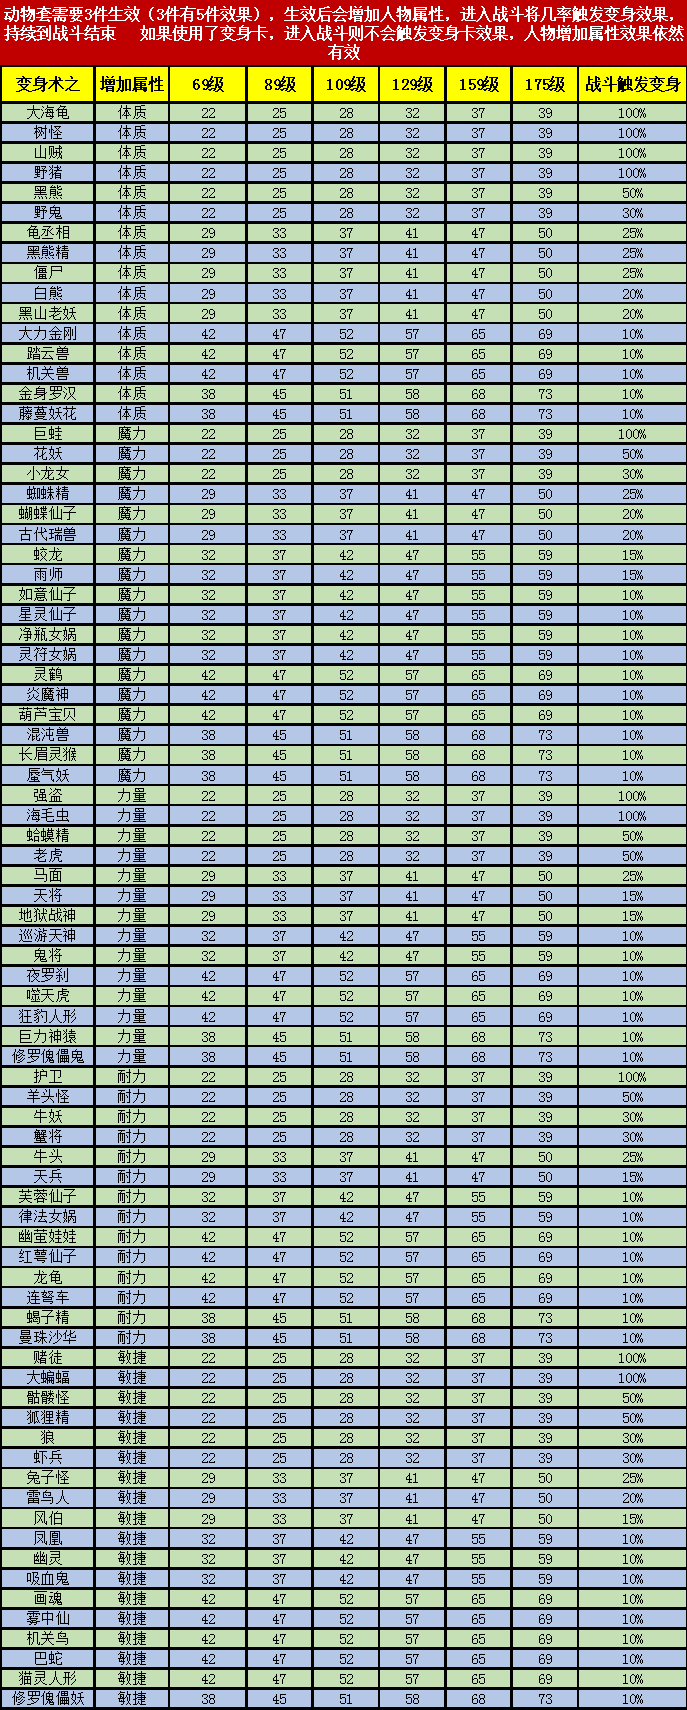 动物套需要3件生效（3件有5件效果），生效后会增加人物属性，进入战斗将几率触发变身效果，
持续到战斗结束   如果使用了变身卡，进入战斗则不会触发变身卡效果，人物增加属性效果依然
有效
变身术之 增加属性 69级 89级 109级 129级 159级 175级 战斗触发变身
大海龟 体质 22 25 28 32 37 39 100%
树怪 体质 22 25 28 32 37 39 100%
山贼 体质 22 25 28 32 37 39 100%
野猪 体质 22 25 28 32 37 39 100%
黑熊 体质 22 25 28 32 37 39 50%
野鬼 体质 22 25 28 32 37 39 30%
龟丞相 体质 29 33 37 41 47 50 25%
黑熊精 体质 29 33 37 41 47 50 25%
僵尸 体质 29 33 37 41 47 50 25%
白熊 体质 29 33 37 41 47 50 20%
黑山老妖 体质 29 33 37 41 47 50 20%
大力金刚 体质 42 47 52 57 65 69 10%
踏云兽 体质 42 47 52 57 65 69 10%
机关兽 体质 42 47 52 57 65 69 10%
金身罗汉 体质 38 45 51 58 68 73 10%
藤蔓妖花 体质 38 45 51 58 68 73 10%
巨蛙 魔力 22 25 28 32 37 39 100%
花妖 魔力 22 25 28 32 37 39 50%
小龙女 魔力 22 25 28 32 37 39 30%
蜘蛛精 魔力 29 33 37 41 47 50 25%
蝴蝶仙子 魔力 29 33 37 41 47 50 20%
古代瑞兽 魔力 29 33 37 41 47 50 20%
蛟龙 魔力 32 37 42 47 55 59 15%
雨师 魔力 32 37 42 47 55 59 15%
如意仙子 魔力 32 37 42 47 55 59 10%
星灵仙子 魔力 32 37 42 47 55 59 10%
净瓶女娲 魔力 32 37 42 47 55 59 10%
灵符女娲 魔力 32 37 42 47 55 59 10%
灵鹤 魔力 42 47 52 57 65 69 10%
炎魔神 魔力 42 47 52 57 65 69 10%
葫芦宝贝 魔力 42 47 52 57 65 69 10%
混沌兽 魔力 38 45 51 58 68 73 10%
长眉灵猴 魔力 38 45 51 58 68 73 10%
蜃气妖 魔力 38 45 51 58 68 73 10%
强盗 力量 22 25 28 32 37 39 100%
海毛虫 力量 22 25 28 32 37 39 100%
蛤蟆精 力量 22 25 28 32 37 39 50%
老虎 力量 22 25 28 32 37 39 50%
马面 力量 29 33 37 41 47 50 25%
天将 力量 29 33 37 41 47 50 15%
地狱战神 力量 29 33 37 41 47 50 15%
巡游天神 力量 32 37 42 47 55 59 10%
鬼将 力量 32 37 42 47 55 59 10%
夜罗刹 力量 42 47 52 57 65 69 10%
噬天虎 力量 42 47 52 57 65 69 10%
狂豹人形 力量 42 47 52 57 65 69 10%
巨力神猿 力量 38 45 51 58 68 73 10%
修罗傀儡鬼 力量 38 45 51 58 68 73 10%
护卫 耐力 22 25 28 32 37 39 100%
羊头怪 耐力 22 25 28 32 37 39 50%
牛妖 耐力 22 25 28 32 37 39 30%
蟹将 耐力 22 25 28 32 37 39 30%
牛头 耐力 29 33 37 41 47 50 25%
天兵 耐力 29 33 37 41 47 50 15%
芙蓉仙子 耐力 32 37 42 47 55 59 10%
律法女娲 耐力 32 37 42 47 55 59 10%
幽萤娃娃 耐力 42 47 52 57 65 69 10%
红萼仙子 耐力 42 47 52 57 65 69 10%
龙龟 耐力 42 47 52 57 65 69 10%
连弩车 耐力 42 47 52 57 65 69 10%
蝎子精 耐力 38 45 51 58 68 73 10%
曼珠沙华 耐力 38 45 51 58 68 73 10%
赌徒 敏捷 22 25 28 32 37 39 100%
大蝙蝠 敏捷 22 25 28 32 37 39 100%
骷髅怪 敏捷 22 25 28 32 37 39 50%
狐狸精 敏捷 22 25 28 32 37 39 50%
狼 敏捷 22 25 28 32 37 39 30%
虾兵 敏捷 22 25 28 32 37 39 30%
兔子怪 敏捷 29 33 37 41 47 50 25%
雷鸟人 敏捷 29 33 37 41 47 50 20%
风伯 敏捷 29 33 37 41 47 50 15%
凤凰 敏捷 32 37 42 47 55 59 10%
幽灵 敏捷 32 37 42 47 55 59 10%
吸血鬼 敏捷 32 37 42 47 55 59 10%
画魂 敏捷 42 47 52 57 65 69 10%
雾中仙 敏捷 42 47 52 57 65 69 10%
机关鸟 敏捷 42 47 52 57 65 69 10%
巴蛇 敏捷 42 47 52 57 65 69 10%
猫灵人形 敏捷 42 47 52 57 65 69 10%
修罗傀儡妖 敏捷 38 45 51 58 68 73 10%